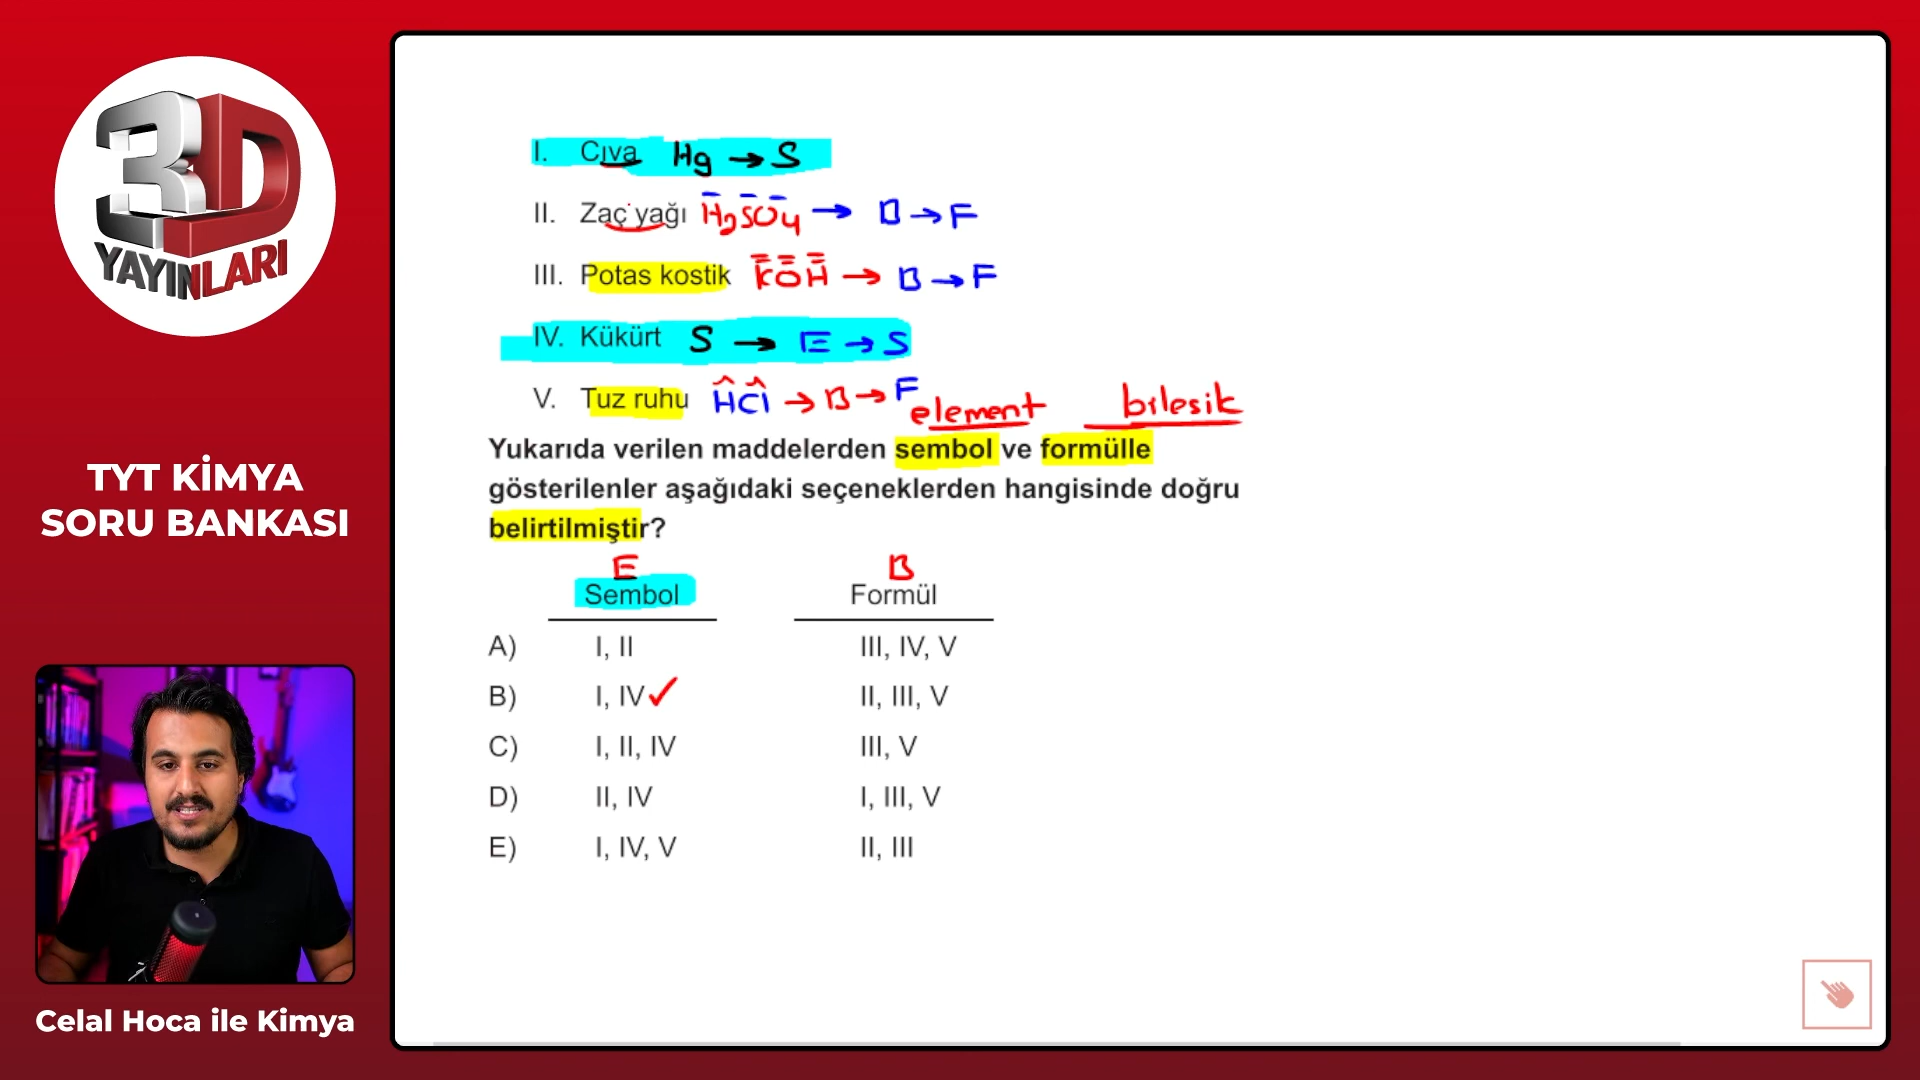 3D
YAYINLARI
TYT KİMYA
SORU BANKASI
Celal Hoca ile Kimya
I. Cıva Hg → S
II. Zaç yağı H₂SO₄ → B → F
III. Potas kostik KOH → B → F
IV. Kükürt S → E → S
V. Tuz ruhu HCl → B → F
element bileşik
Yukarıda verilen maddelerden sembol ve formülle
gösterilenler aşağıdaki seçeneklerden hangisinde doğru
belirtilmiştir?
E B
Sembol Formül
A) I, II III, IV, V
B) I, IV ✓ II, III, V
C) I, II, IV III, V
D) II, IV I, III, V
E) I, IV, V II, III